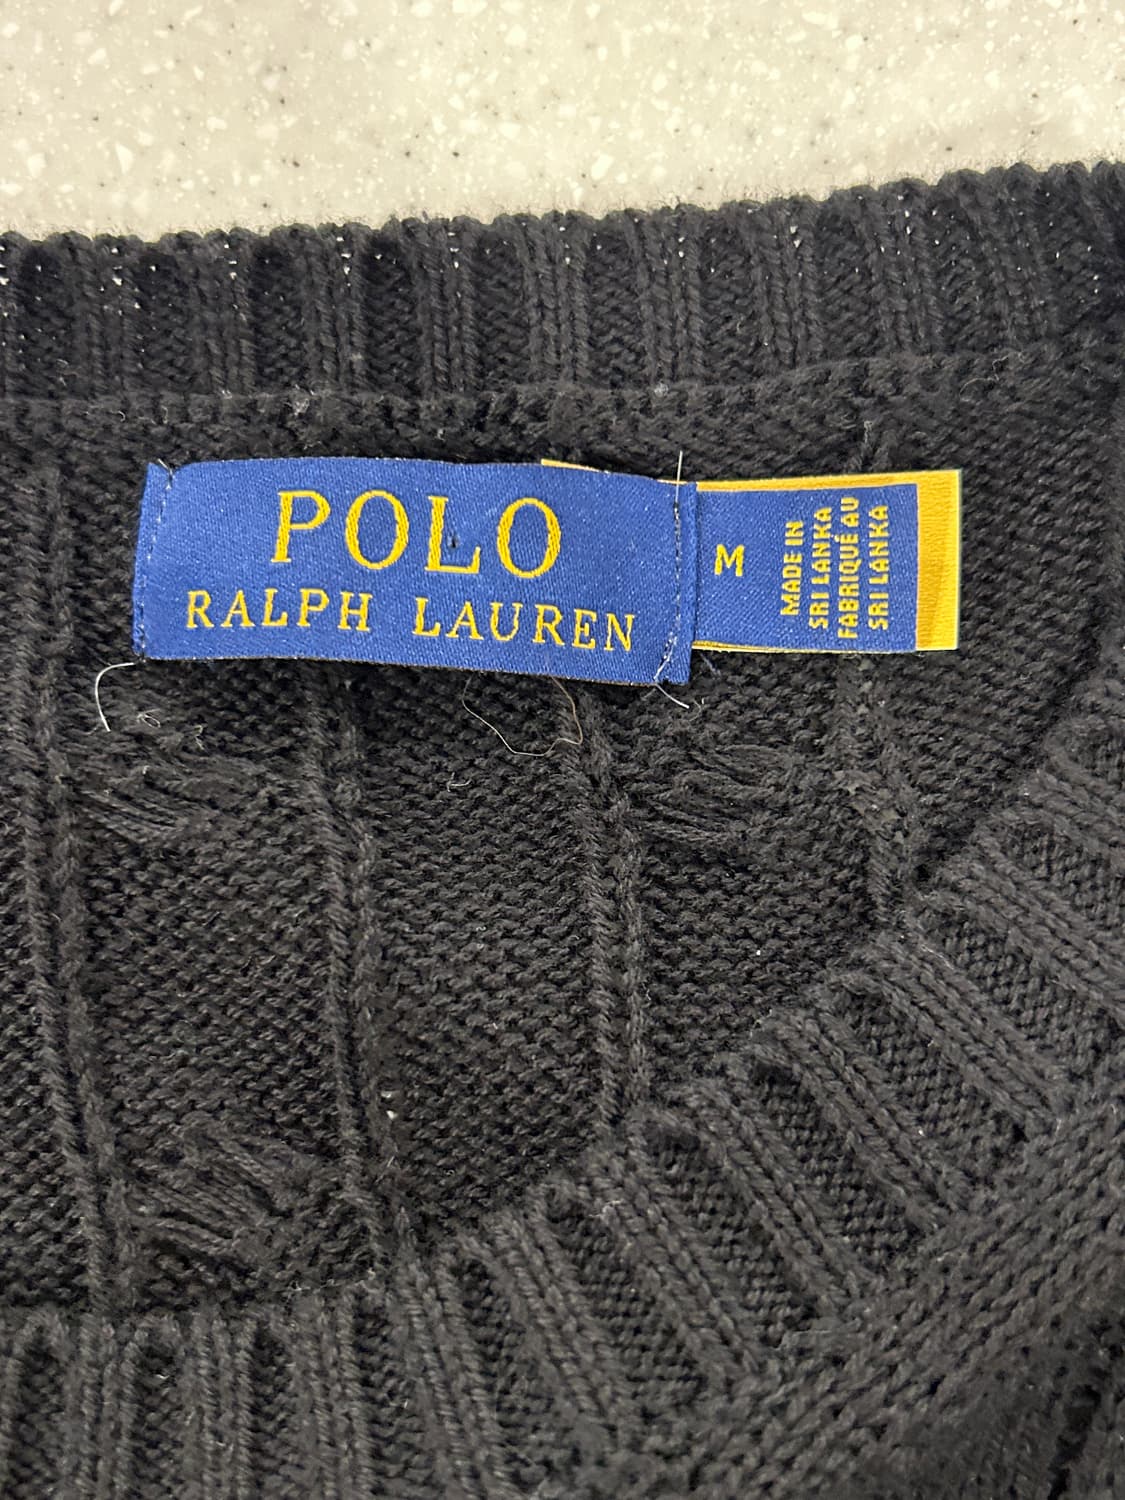 POLO
RALPH LAUREN
M
MADE IN
SRI LANKA
FABRIQUÉ AU
SRI LANKA